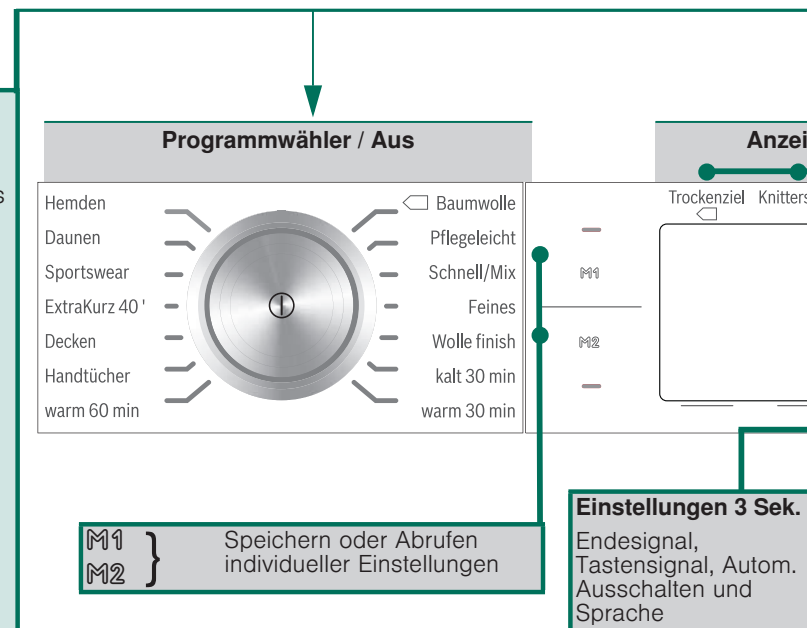 Programmwähler / Aus
Hemden
Daunen
Sportswear
ExtraKurz 40 '
Decken
Handtücher
warm 60 min
Baumwolle
Pflegeleicht
Schnell/Mix
Feines
Wolle finish
kalt 30 min
warm 30 min
M1
M2
Trockenziel
M1
M2
Speichern oder Abrufen
individueller Einstellungen
Einstellungen 3 Sek.
Endesignal,
Tastensignal, Autom.
Ausschalten und
Sprache